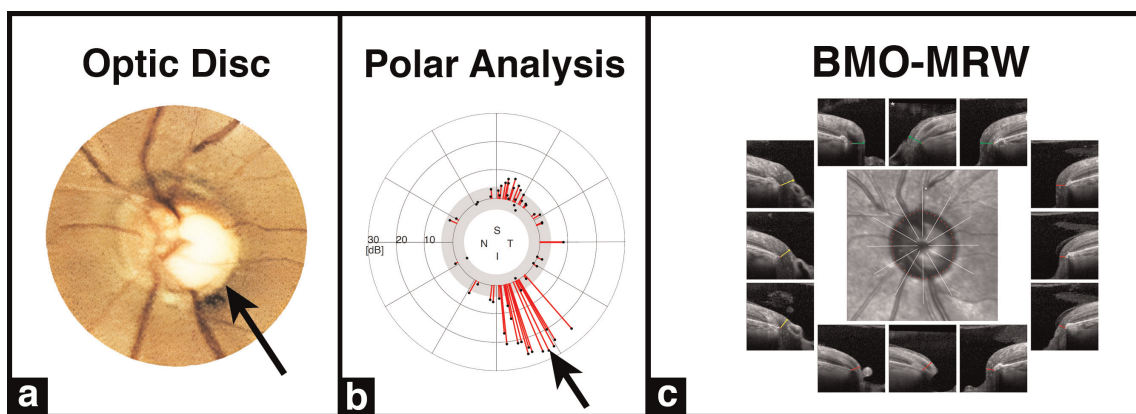 Optic Disc
a
Polar Analysis
30 20 10
[dB]
S
N T
I
b
BMO-MRW
*
c